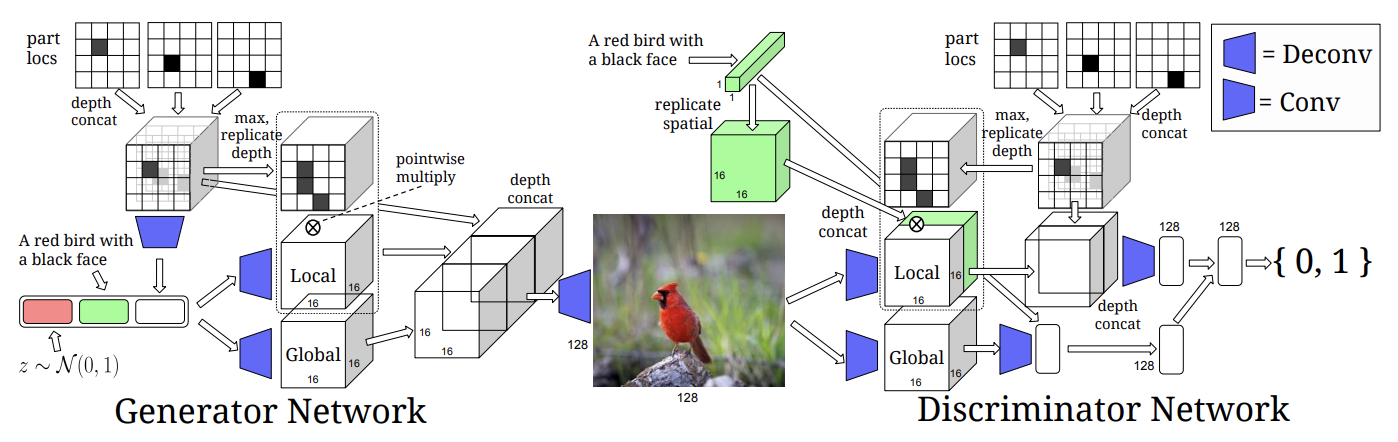 part
locs
depth
concat
max,
replicate
depth
pointwise
multiply
depth
concat
A red bird with
a black face
Local
16
16
Global
16
16
16
16
128
z ∼ N(0, 1)
Generator Network
A red bird with
a black face
1
1
replicate
spatial
16
16
128
part
locs
max,
replicate
depth
depth
concat
depth
concat
Local
16
16
Global
16
16
depth
concat
128
128
128
{ 0, 1 }
Discriminator Network
= Deconv
= Conv